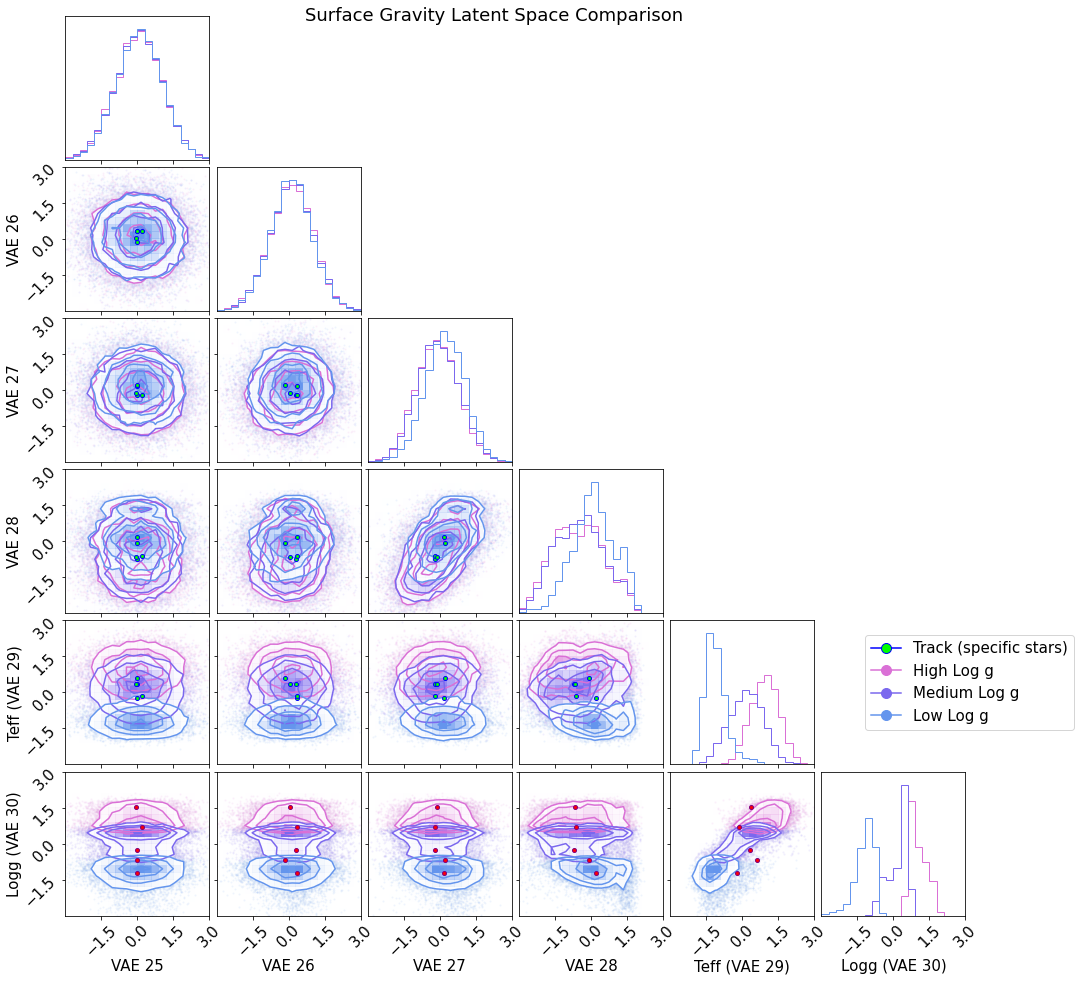 Surface Gravity Latent Space Comparison
VAE 26
3.0
1.5
0.0
−1.5
VAE 27
3.0
1.5
0.0
−1.5
VAE 28
3.0
1.5
0.0
−1.5
Teff (VAE 29)
3.0
1.5
0.0
−1.5
Track (specific stars)
High Log g
Medium Log g
Low Log g
Logg (VAE 30)
3.0
1.5
0.0
−1.5
−1.5 0.0 1.5 3.0 −1.5 0.0 1.5 3.0 −1.5 0.0 1.5 3.0 −1.5 0.0 1.5 3.0 −1.5 0.0 1.5 3.0 −1.5 0.0 1.5 3.0
VAE 25 VAE 26 VAE 27 VAE 28 Teff (VAE 29) Logg (VAE 30)